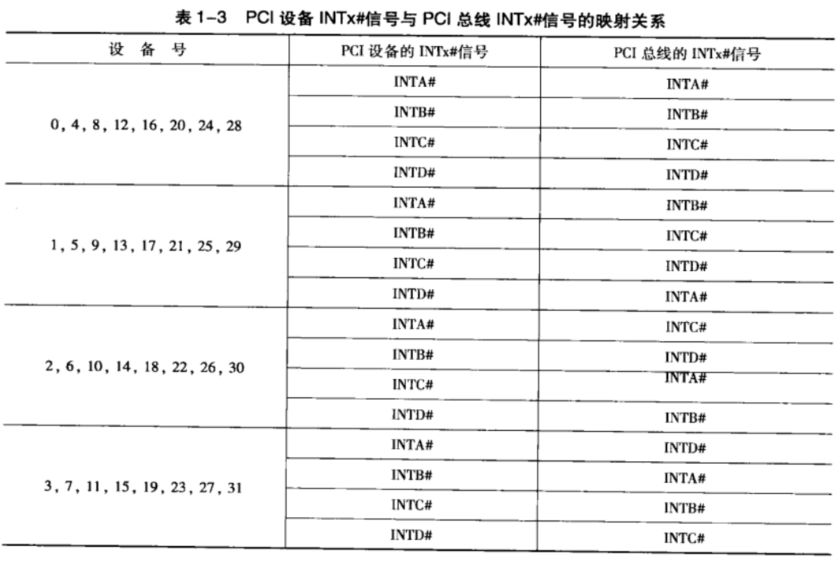 表 1-3 PCI 设备 INTx#信号与 PCI 总线 INTx#信号的映射关系
设 备 号 PCI 设备的 INTx#信号 PCI 总线的 INTx#信号
0, 4, 8, 12, 16, 20, 24, 28
INTA# INTA#
INTB# INTB#
INTC# INTC#
INTD# INTD#
1, 5, 9, 13, 17, 21, 25, 29
INTA# INTB#
INTB# INTC#
INTC# INTD#
INTD# INTA#
2, 6, 10, 14, 18, 22, 26, 30
INTA# INTC#
INTB# INTD#
INTC# INTA#
INTD# INTB#
3, 7, 11, 15, 19, 23, 27, 31
INTA# INTD#
INTB# INTA#
INTC# INTB#
INTD# INTC#